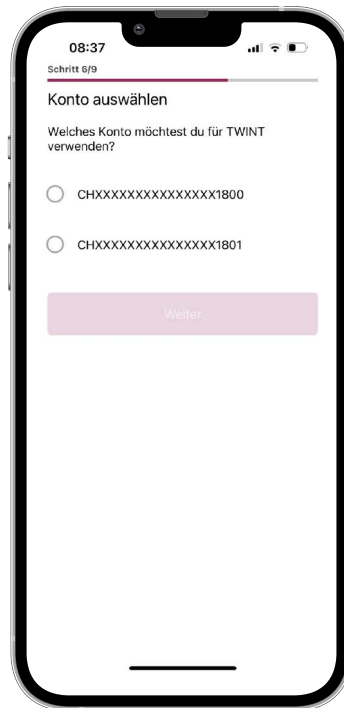 08:37
Schritt 6/9
Konto auswählen
Welches Konto möchtest du für TWINT
verwenden?
CHXXXXXXXXXXXXXXX1800
CHXXXXXXXXXXXXXXX1801
Weiter